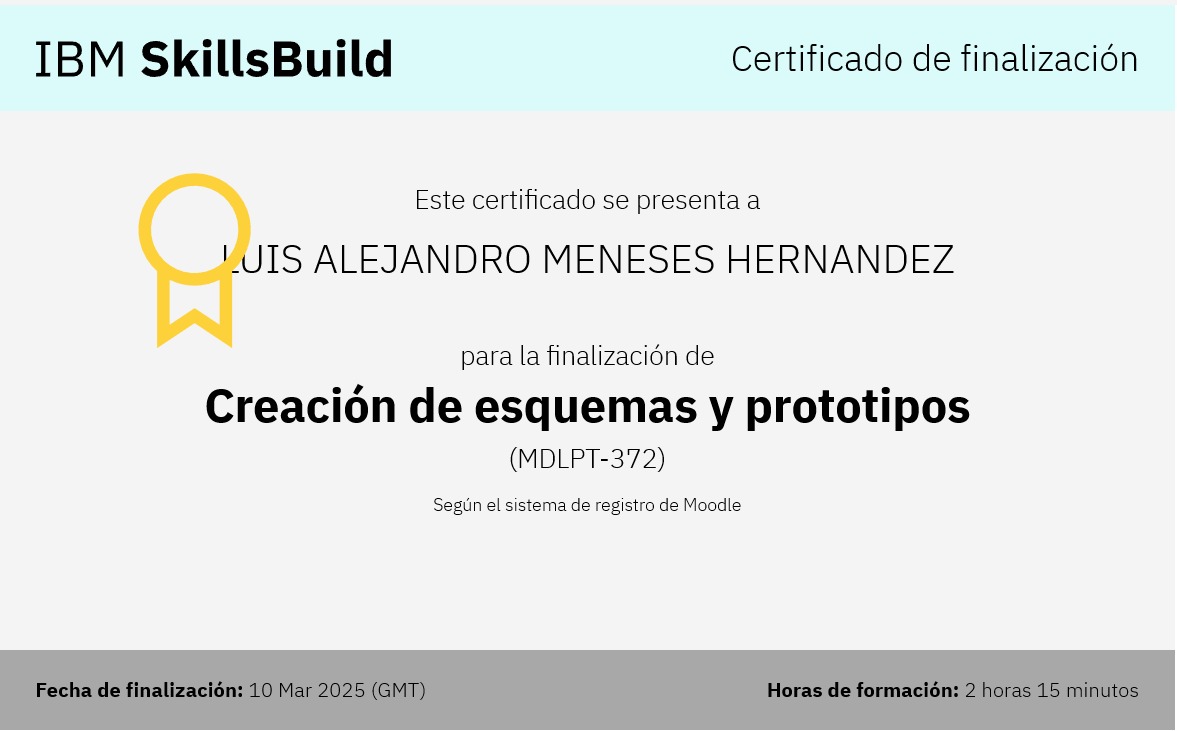 IBM SkillsBuild
Certificado de finalización
Este certificado se presenta a
LUIS ALEJANDRO MENESES HERNANDEZ
para la finalización de
Creación de esquemas y prototipos
(MDLPT-372)
Según el sistema de registro de Moodle
Fecha de finalización: 10 Mar 2025 (GMT)
Horas de formación: 2 horas 15 minutos